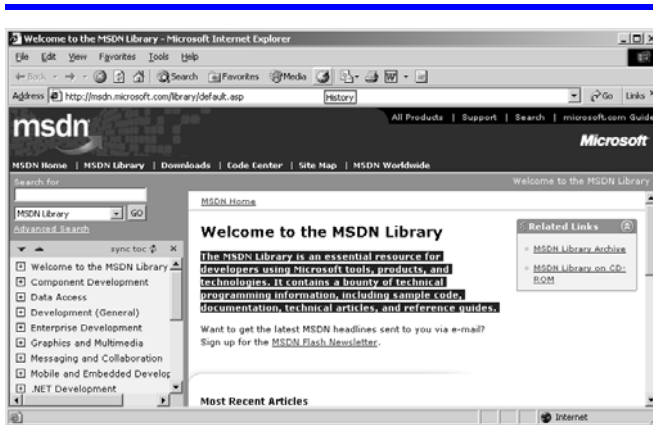 Welcome to the MSDN Library - Microsoft Internet Explorer
File Edit View Favorites Tools Help
Back Search Favorites Media
Address http://msdn.microsoft.com/library/default.asp History Go Links
msdn
All Products | Support | Search | microsoft.com Guide
Microsoft
MSDN Home | MSDN Library | Downloads | Code Center | Site Map | MSDN Worldwide
Search for
Welcome to the MSDN Library
MSDN Library GO
Advanced Search
sync toc X
Welcome to the MSDN Library
Component Development
Data Access
Development (General)
Enterprise Development
Graphics and Multimedia
Messaging and Collaboration
Mobile and Embedded Develop
.NET Development
MSDN Home
Welcome to the MSDN Library
The MSDN Library is an essential resource for
developers using Microsoft tools, products, and
technologies. It contains a bounty of technical
programming information, including sample code,
documentation, technical articles, and reference guides.
Want to get the latest MSDN headlines sent to you via e-mail?
Sign up for the MSDN Flash Newsletter.
Most Recent Articles
Related Links
MSDN Library Archive
MSDN Library on CD-
ROM
Internet